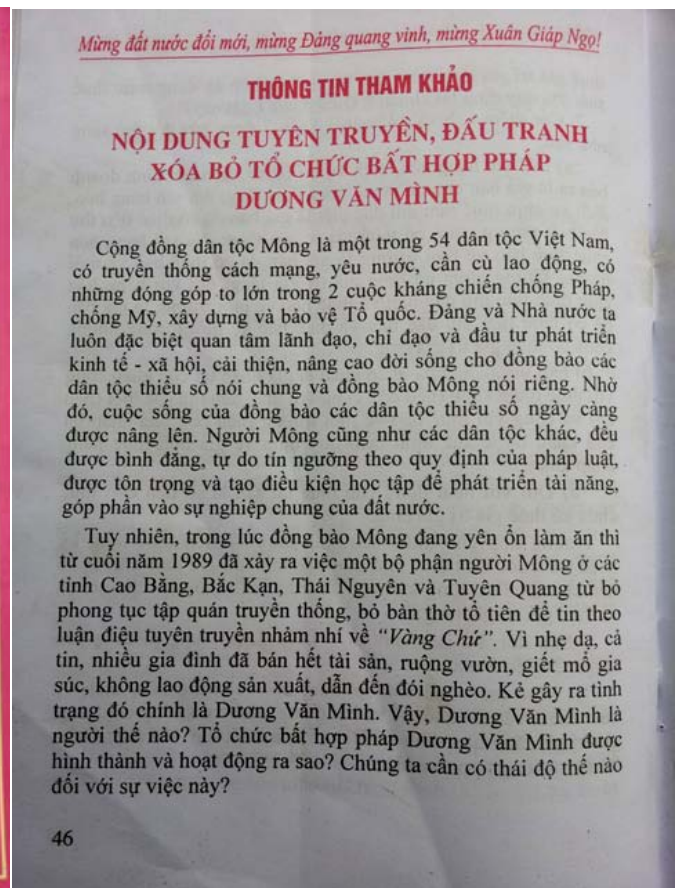 Mừng đất nước đổi mới, mừng Đảng quang vinh, mừng Xuân Giáp Ngọ!
THÔNG TIN THAM KHẢO
NỘI DUNG TUYÊN TRUYỀN, ĐẤU TRANH
XÓA BỎ TỔ CHỨC BẤT HỢP PHÁP
DƯƠNG VĂN MÌNH
Cộng đồng dân tộc Mông là một trong 54 dân tộc Việt Nam,
có truyền thống cách mạng, yêu nước, cần cù lao động, có
những đóng góp to lớn trong 2 cuộc kháng chiến chống Pháp,
chống Mỹ, xây dựng và bảo vệ Tổ quốc. Đảng và Nhà nước ta
luôn đặc biệt quan tâm lãnh đạo, chỉ đạo và đầu tư phát triển
kinh tế - xã hội, cải thiện, nâng cao đời sống cho đồng bào các
dân tộc thiểu số nói chung và đồng bào Mông nói riêng. Nhờ
đó, cuộc sống của đồng bào các dân tộc thiểu số ngày càng
được nâng lên. Người Mông cũng như các dân tộc khác, đều
được bình đẳng, tự do tín ngưỡng theo quy định của pháp luật,
được tôn trọng và tạo điều kiện học tập để phát triển tài năng,
góp phần vào sự nghiệp chung của đất nước.
Tuy nhiên, trong lúc đồng bào Mông đang yên ổn làm ăn thì
từ cuối năm 1989 đã xảy ra việc một bộ phận người Mông ở các
tỉnh Cao Bằng, Bắc Kạn, Thái Nguyên và Tuyên Quang từ bỏ
phong tục tập quán truyền thống, bỏ bàn thờ tổ tiên để tin theo
luận điệu tuyên truyền nhảm nhí về "Vàng Chứ". Vì nhẹ dạ, cả
tin, nhiều gia đình đã bán hết tài sản, ruộng vườn, giết mổ gia
súc, không lao động sản xuất, dẫn đến đói nghèo. Kẻ gây ra tình
trạng đó chính là Dương Văn Mình. Vậy, Dương Văn Mình là
người thế nào? Tổ chức bất hợp pháp Dương Văn Mình được
hình thành và hoạt động ra sao? Chúng ta cần có thái độ thế nào
đối với sự việc này?
46